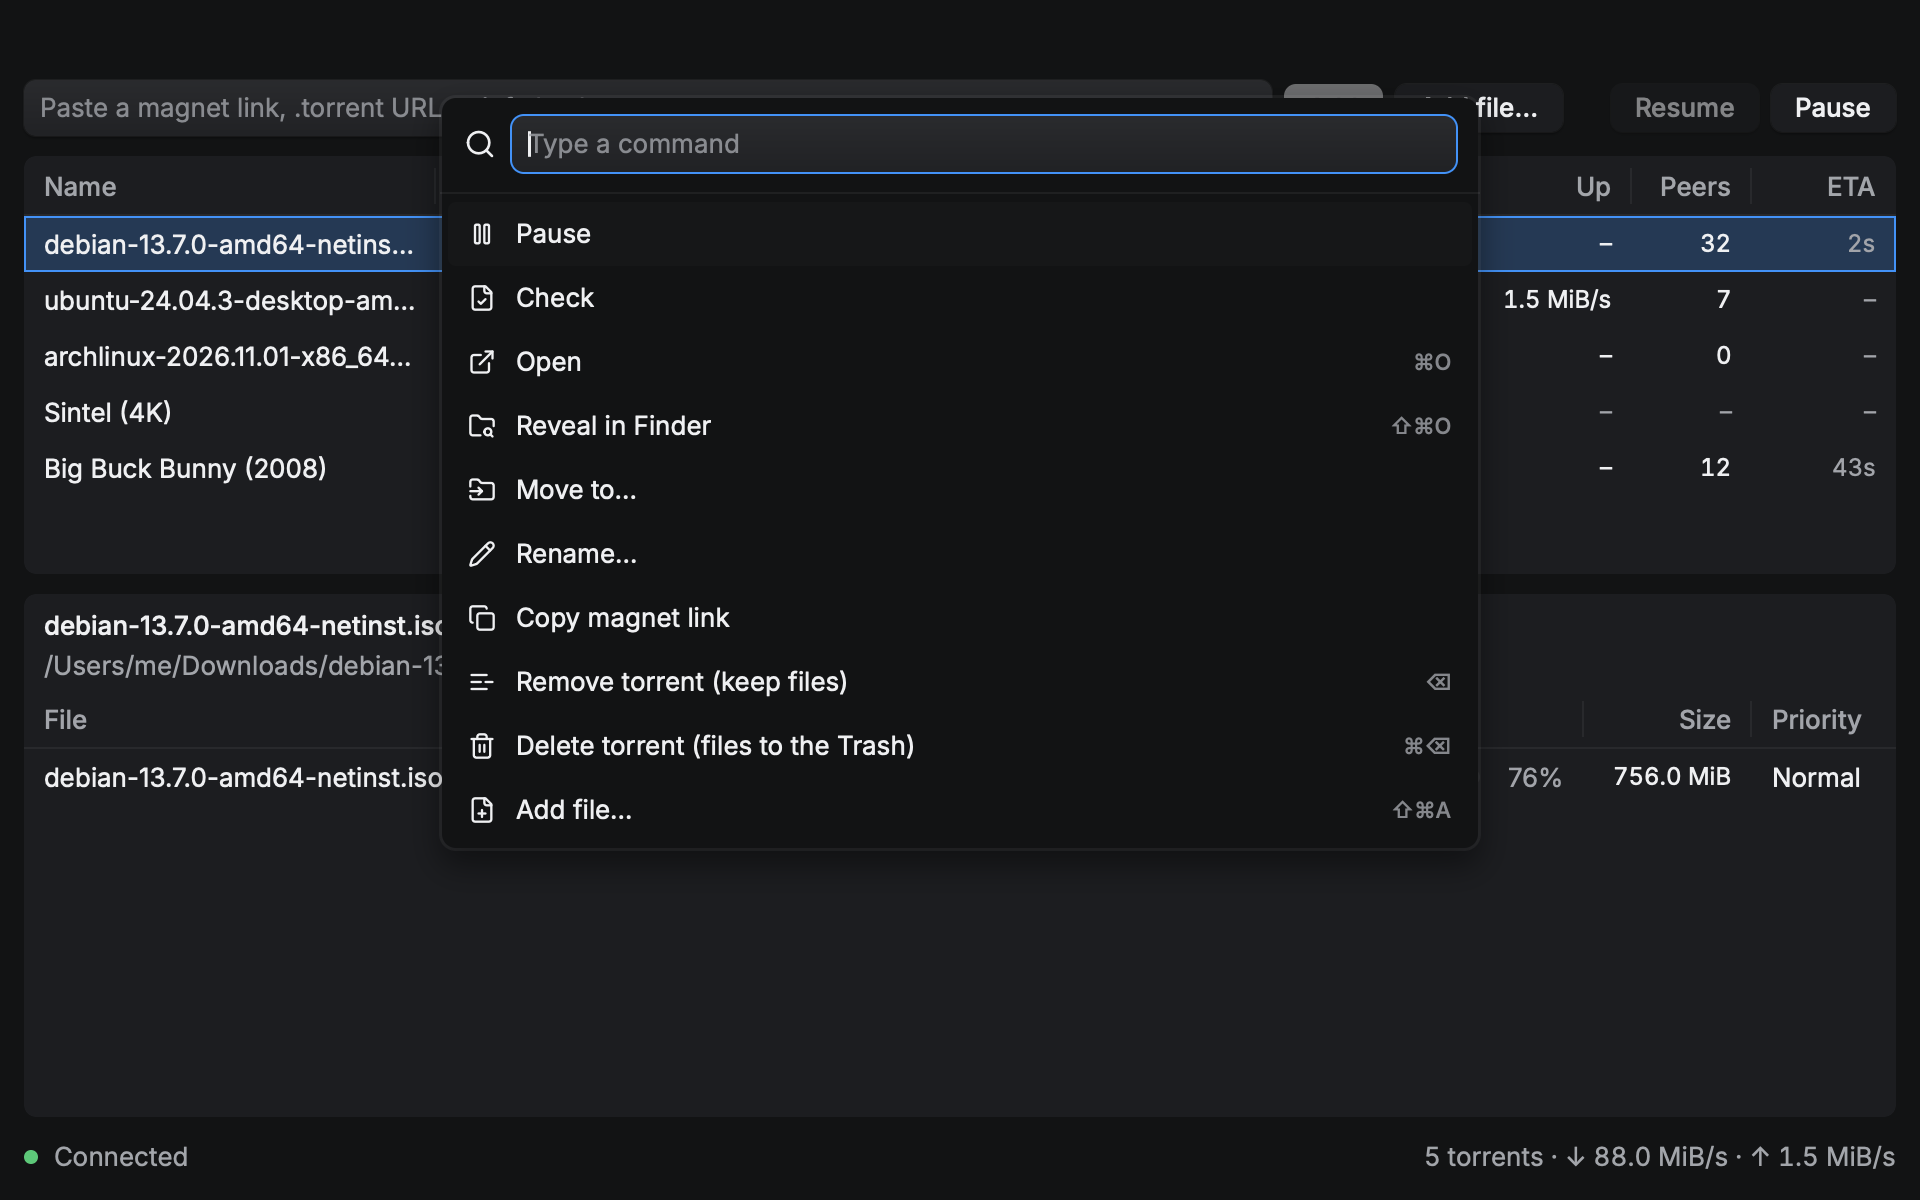 Paste a magnet link, .torrent URL
file...
Resume
Pause
Type a command
Name
Up
Peers
ETA
debian-13.7.0-amd64-netins...
–
32
2s
ubuntu-24.04.3-desktop-am...
1.5 MiB/s
7
–
archlinux-2026.11.01-x86_64...
–
0
–
Sintel (4K)
–
–
–
Big Buck Bunny (2008)
–
12
43s
Pause
Check
Open
⌘O
Reveal in Finder
⇧⌘O
Move to...
Rename...
Copy magnet link
Remove torrent (keep files)
⌫
Delete torrent (files to the Trash)
⌘⌫
Add file...
⇧⌘A
debian-13.7.0-amd64-netinst.iso
/Users/me/Downloads/debian-13
File
Size
Priority
debian-13.7.0-amd64-netinst.iso
76%
756.0 MiB
Normal
Connected
5 torrents · ↓ 88.0 MiB/s · ↑ 1.5 MiB/s